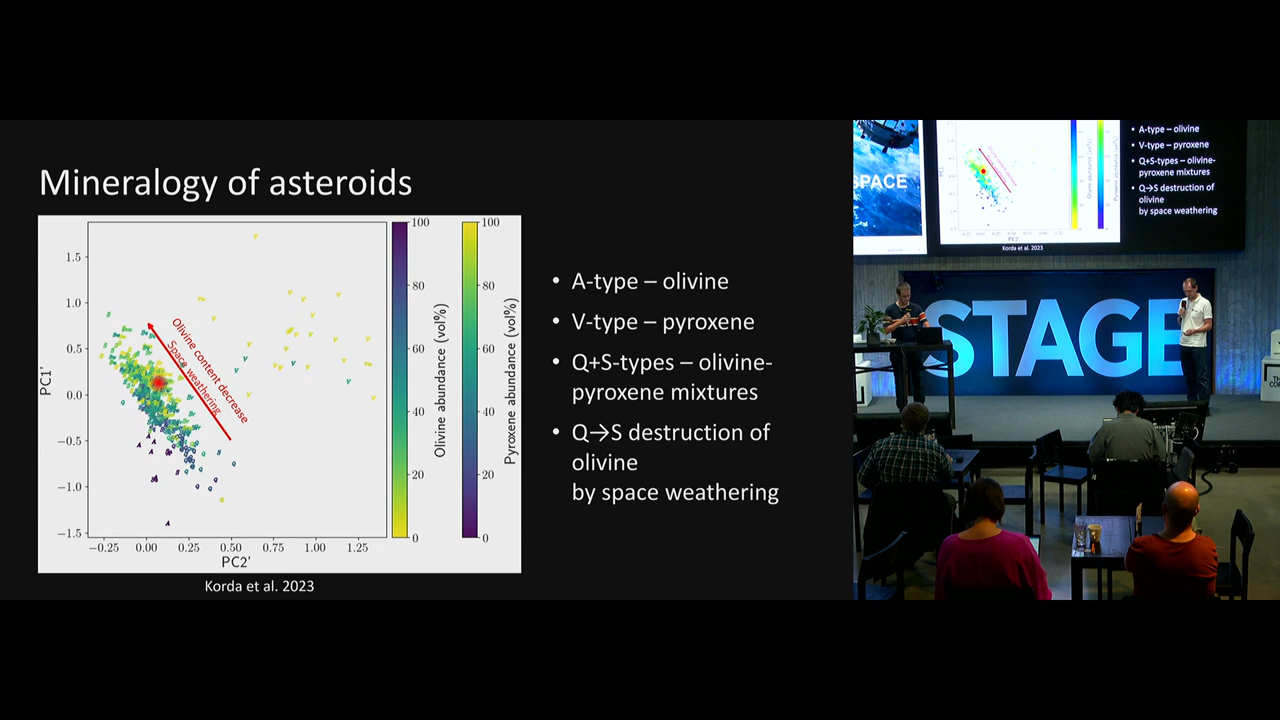 Mineralogy of asteroids
1.5
1.0
0.5
0.0
−0.5
−1.0
−1.5
PC1'
−0.25
0.00
0.25
0.50
0.75
1.00
1.25
PC2'
Olivine content decrease
Space weathering
100
80
60
40
20
0
Olivine abundance (vol%)
100
80
60
40
20
0
Pyroxene abundance (vol%)
Korda et al. 2023
• A-type – olivine
• V-type – pyroxene
• Q+S-types – olivine-
pyroxene mixtures
• Q→S destruction of
olivine
by space weathering
SPACE
• A-type – olivine
• V-type – pyroxene
• Q+S-types – olivine-
pyroxene mixtures
• Q→S destruction of
olivine
by space weathering
Korda et al. 2023
STAGE